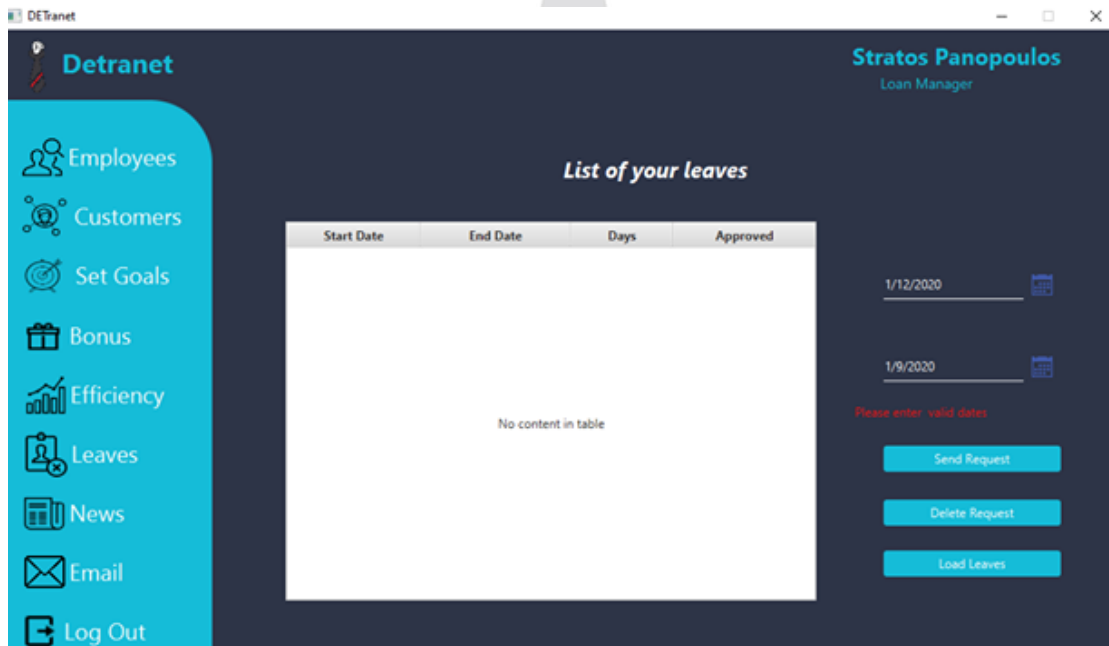 DETranet
Detranet
Stratos Panopoulos
Loan Manager
Employees
Customers
Set Goals
Bonus
Efficiency
Leaves
News
Email
Log Out
List of your leaves
Start Date End Date Days Approved
No content in table
1/12/2020
1/9/2020
Please enter valid dates
Send Request
Delete Request
Load Leaves